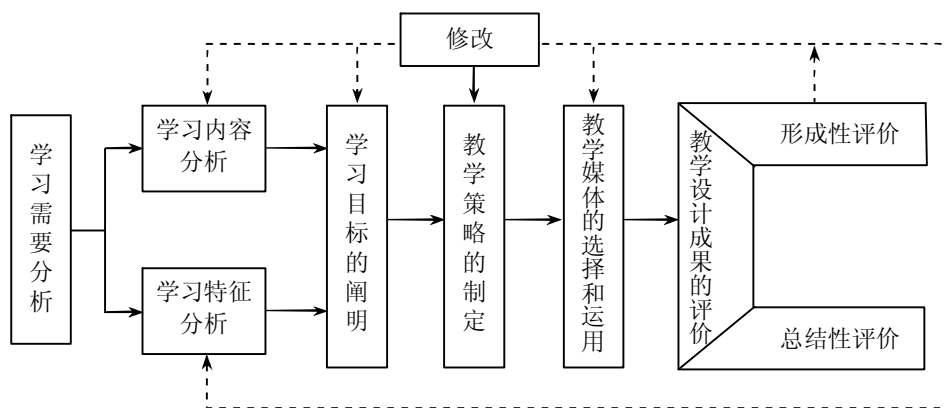 修改
学习需要分析
学习内容
分析
学习特征
分析
学习目标的阐明
教学策略的制定
教学媒体的选择和运用
教学设计成果的评价
形成性评价
总结性评价